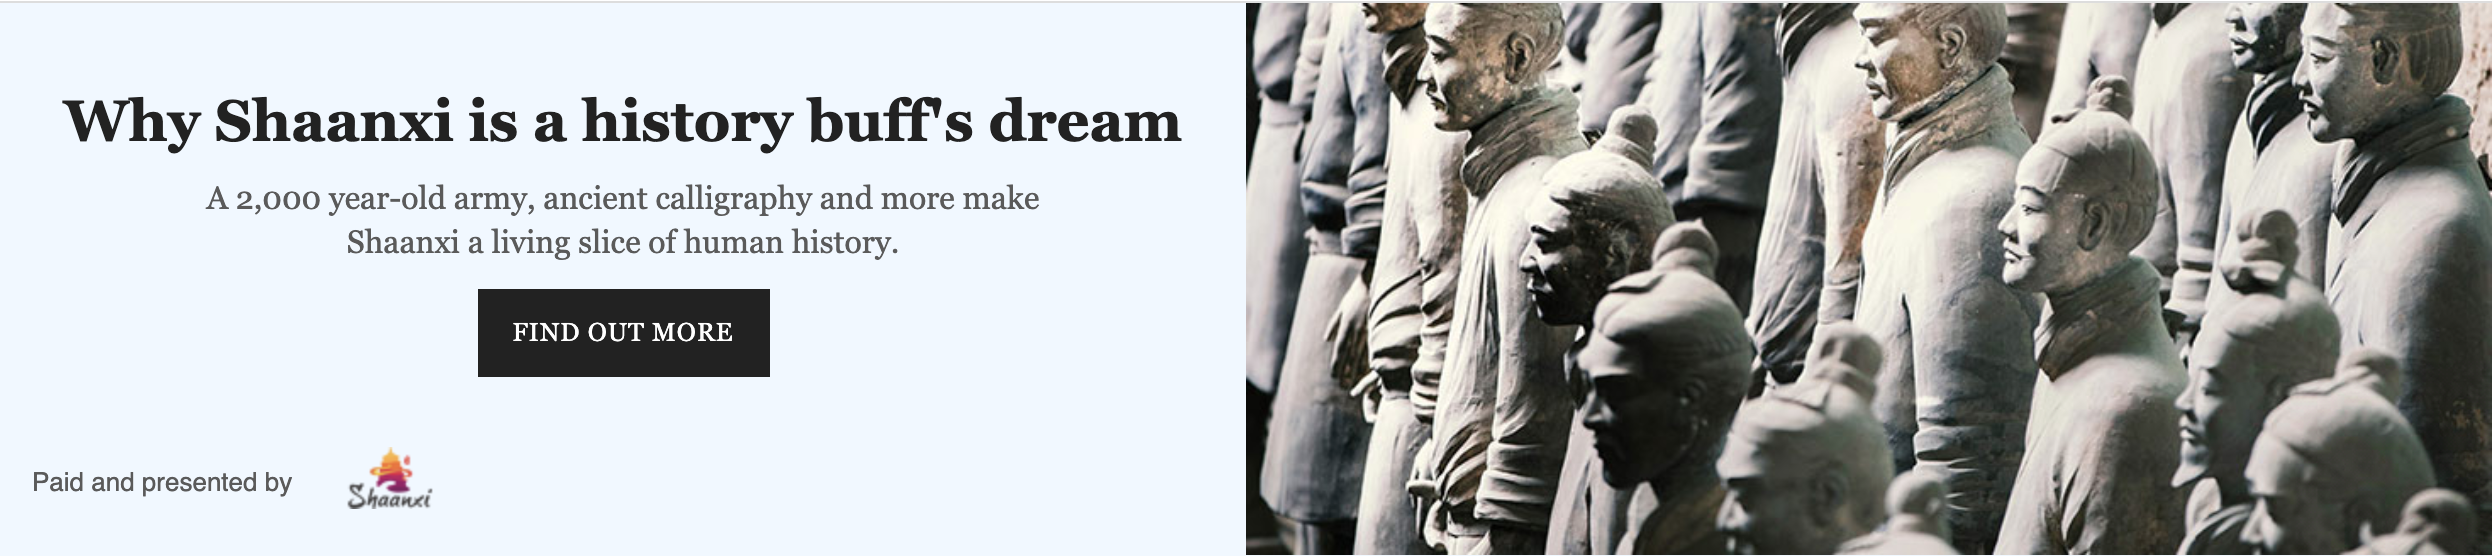 Why Shaanxi is a history buff's dream
A 2,000 year-old army, ancient calligraphy and more make
Shaanxi a living slice of human history.
FIND OUT MORE
Paid and presented by
Shaanxi